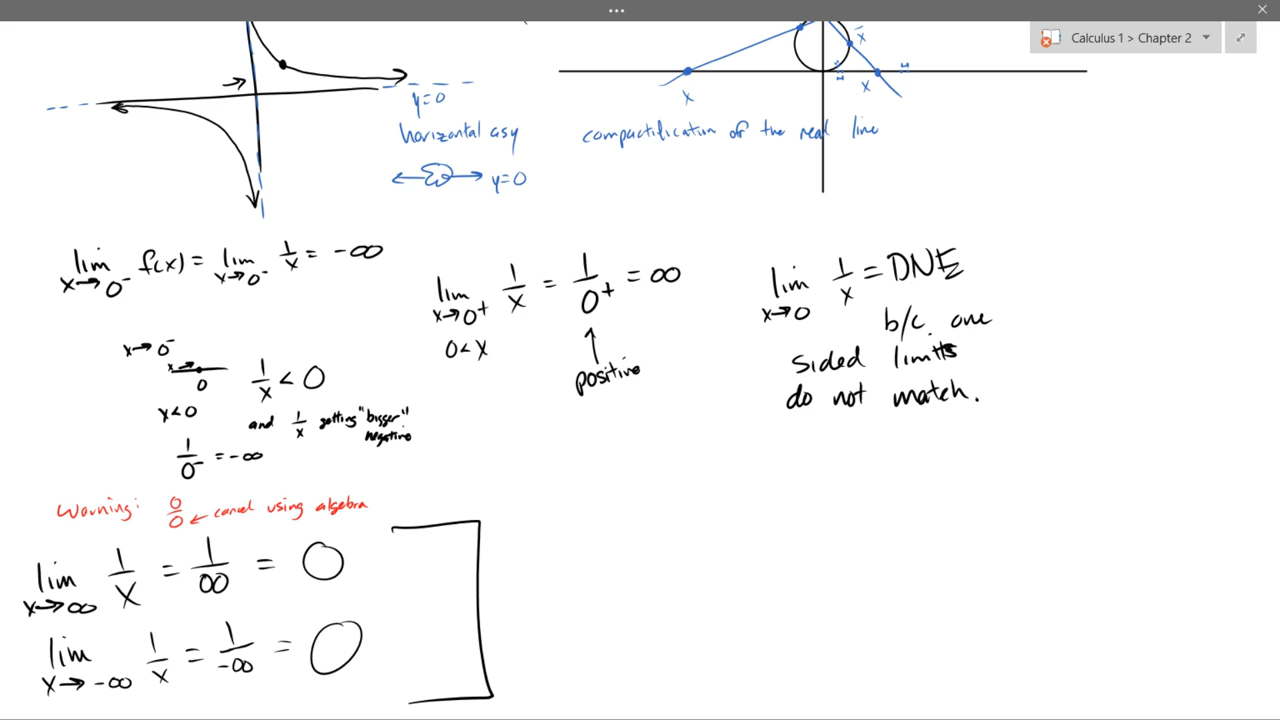 Calculus 1 > Chapter 2
y=0
horizontal asy
y=0
x̄
x
x
compactification of the real line
lim x→0⁻ f(x) = lim x→0⁻ 1/x = -∞
x→0⁻
x
0
x<0
1/x < 0
and 1/x getting "bigger" negative
1/0⁻ = -∞
lim x→0⁺ 1/x = 1/0⁺ = ∞
0<x
positive
lim x→0 1/x = DNE
b/c one
sided limits
do not match.
Warning: 0/0 ← cancel using algebra
lim x→∞ 1/x = 1/∞ = 0
lim x→-∞ 1/x = 1/-∞ = 0